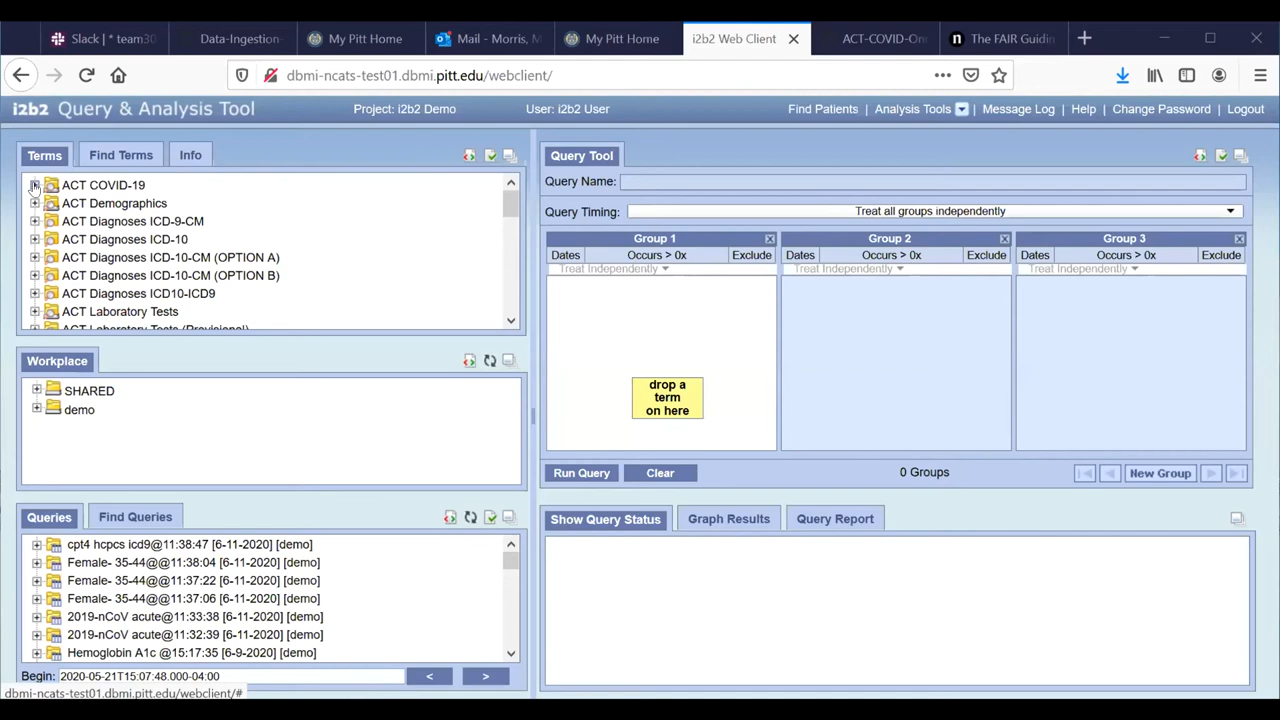 Slack | * team30
Data-Ingestion-
My Pitt Home
Mail - Morris, M
My Pitt Home
i2b2 Web Client
ACT-COVID-On
The FAIR Guidin
dbmi-ncats-test01.dbmi.pitt.edu/webclient/
i2b2 Query & Analysis Tool
Project: i2b2 Demo
User: i2b2 User
Find Patients | Analysis Tools | Message Log | Help | Change Password | Logout
Terms
Find Terms
Info
ACT COVID-19
ACT Demographics
ACT Diagnoses ICD-9-CM
ACT Diagnoses ICD-10
ACT Diagnoses ICD-10-CM (OPTION A)
ACT Diagnoses ICD-10-CM (OPTION B)
ACT Diagnoses ICD10-ICD9
ACT Laboratory Tests
ACT Laboratory Tests (Provisional)
Workplace
SHARED
demo
Queries
Find Queries
cpt4 hcpcs icd9@11:38:47 [6-11-2020] [demo]
Female- 35-44@@11:38:04 [6-11-2020] [demo]
Female- 35-44@@11:37:22 [6-11-2020] [demo]
Female- 35-44@@11:37:06 [6-11-2020] [demo]
2019-nCoV acute@11:33:38 [6-11-2020] [demo]
2019-nCoV acute@11:32:39 [6-11-2020] [demo]
Hemoglobin A1c @15:17:35 [6-9-2020] [demo]
Begin: 2020-05-21T15:07:48.000-04:00
<
>
dbmi-ncats-test01.dbmi.pitt.edu/webclient/#
Query Tool
Query Name:
Query Timing: Treat all groups independently
Group 1
Group 2
Group 3
Dates Occurs > 0x Exclude
Dates Occurs > 0x Exclude
Dates Occurs > 0x Exclude
Treat Independently
Treat Independently
Treat Independently
drop a
term
on here
Run Query
Clear
0 Groups
New Group
Show Query Status
Graph Results
Query Report